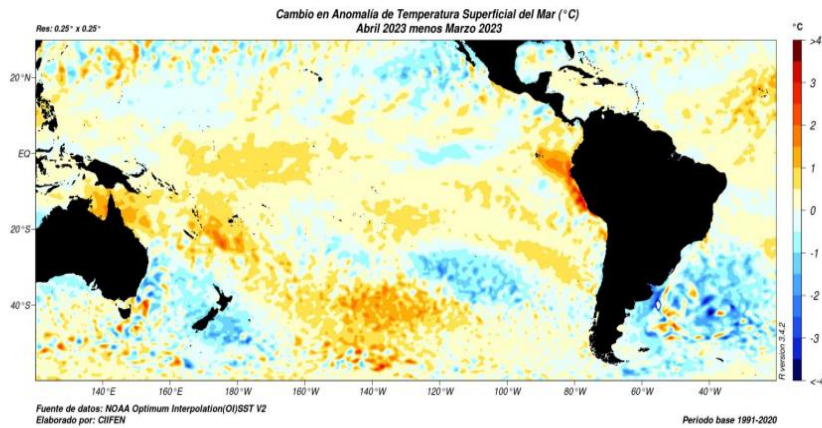 Cambio en Anomalía de Temperatura Superficial del Mar (°C)
Abril 2023 menos Marzo 2023
Res: 0.25° x 0.25°
°C
>4
3
2
1
0
-1
-2
-3
<-4
20°N
EQ
20°S
40°S
140°E
160°E
180°W
160°W
140°W
120°W
100°W
80°W
60°W
40°W
R version 3.4.2
Fuente de datos: NOAA Optimum Interpolation(OI)SST V2
Elaborado por: CIIFEN
Periodo base 1991-2020